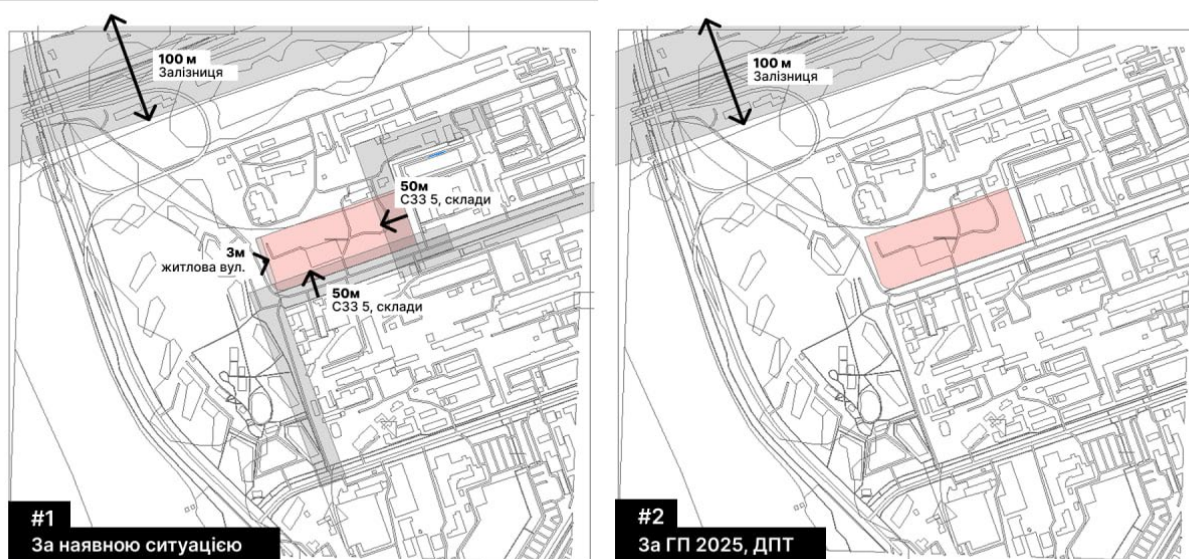 100 м
Залізниця
50м
СЗЗ 5, склади
3м
житлова вул.
50м
СЗЗ 5, склади
#1
За наявною ситуацією
100 м
Залізниця
#2
За ГП 2025, ДПТ